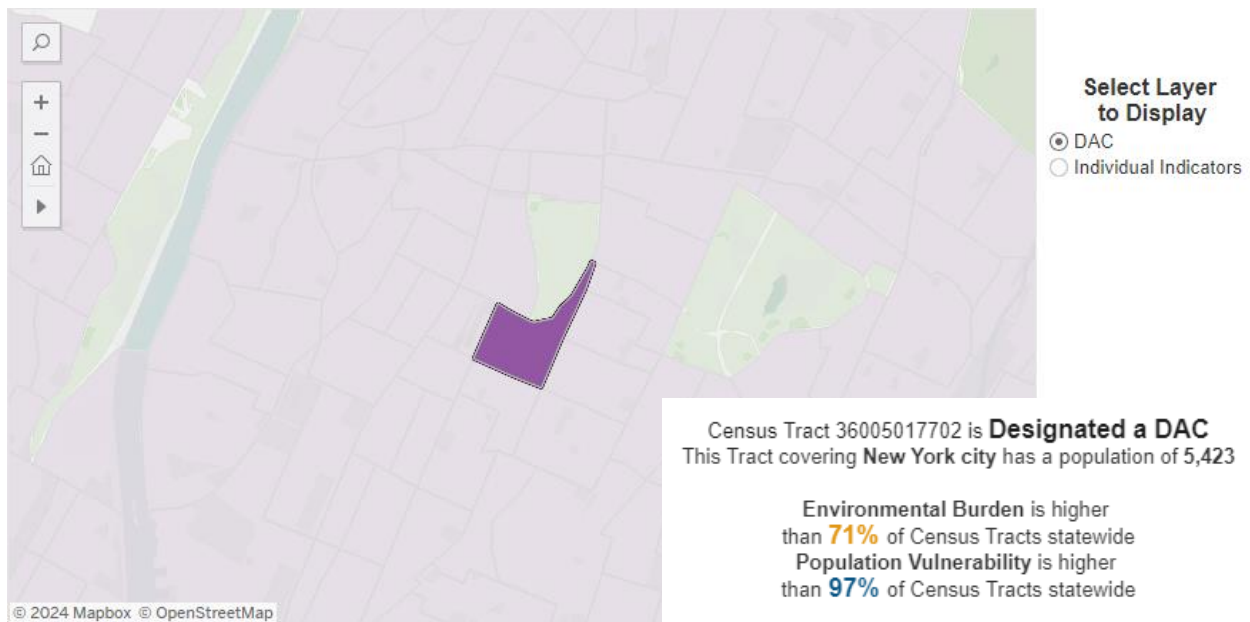 Select Layer
to Display
DAC
Individual Indicators
Census Tract 36005017702 is Designated a DAC
This Tract covering New York city has a population of 5,423
Environmental Burden is higher
than 71% of Census Tracts statewide
Population Vulnerability is higher
than 97% of Census Tracts statewide
© 2024 Mapbox © OpenStreetMap